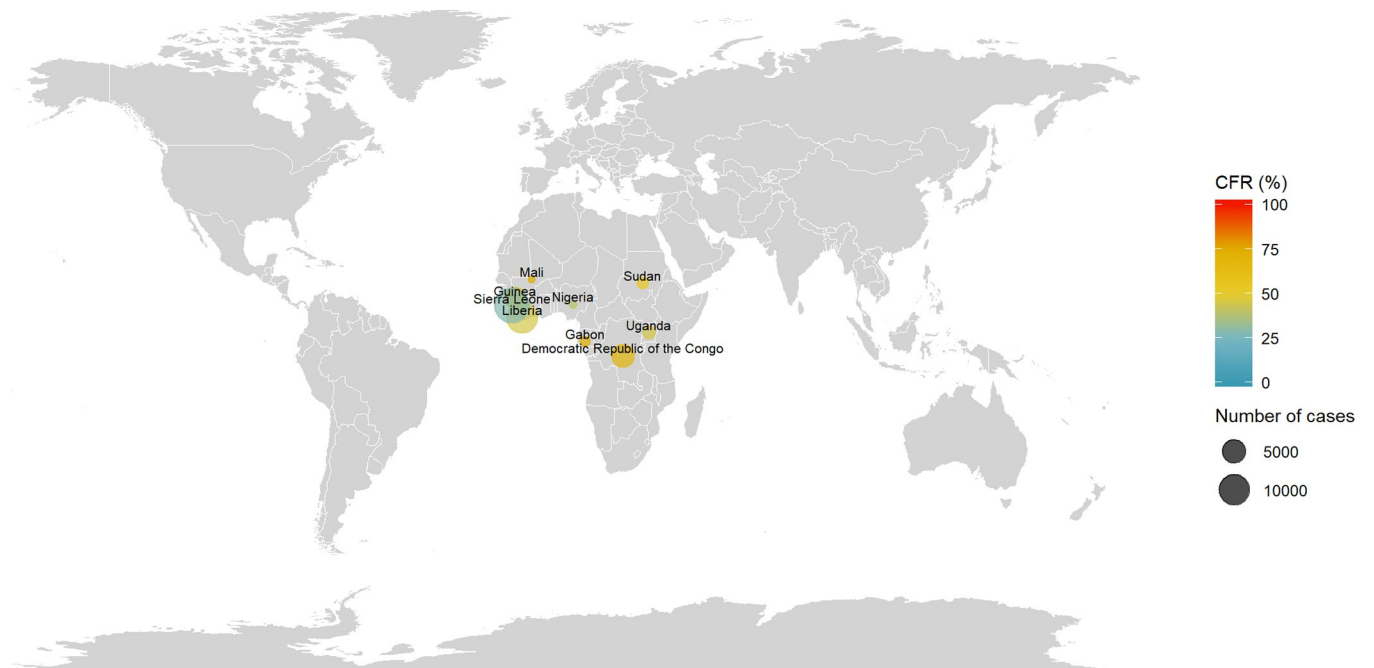 Mali
Sudan
Guinea
Sierra Leone
Nigeria
Liberia
Uganda
Gabon
Democratic Republic of the Congo
CFR (%)
100
75
50
25
0
Number of cases
5000
10000